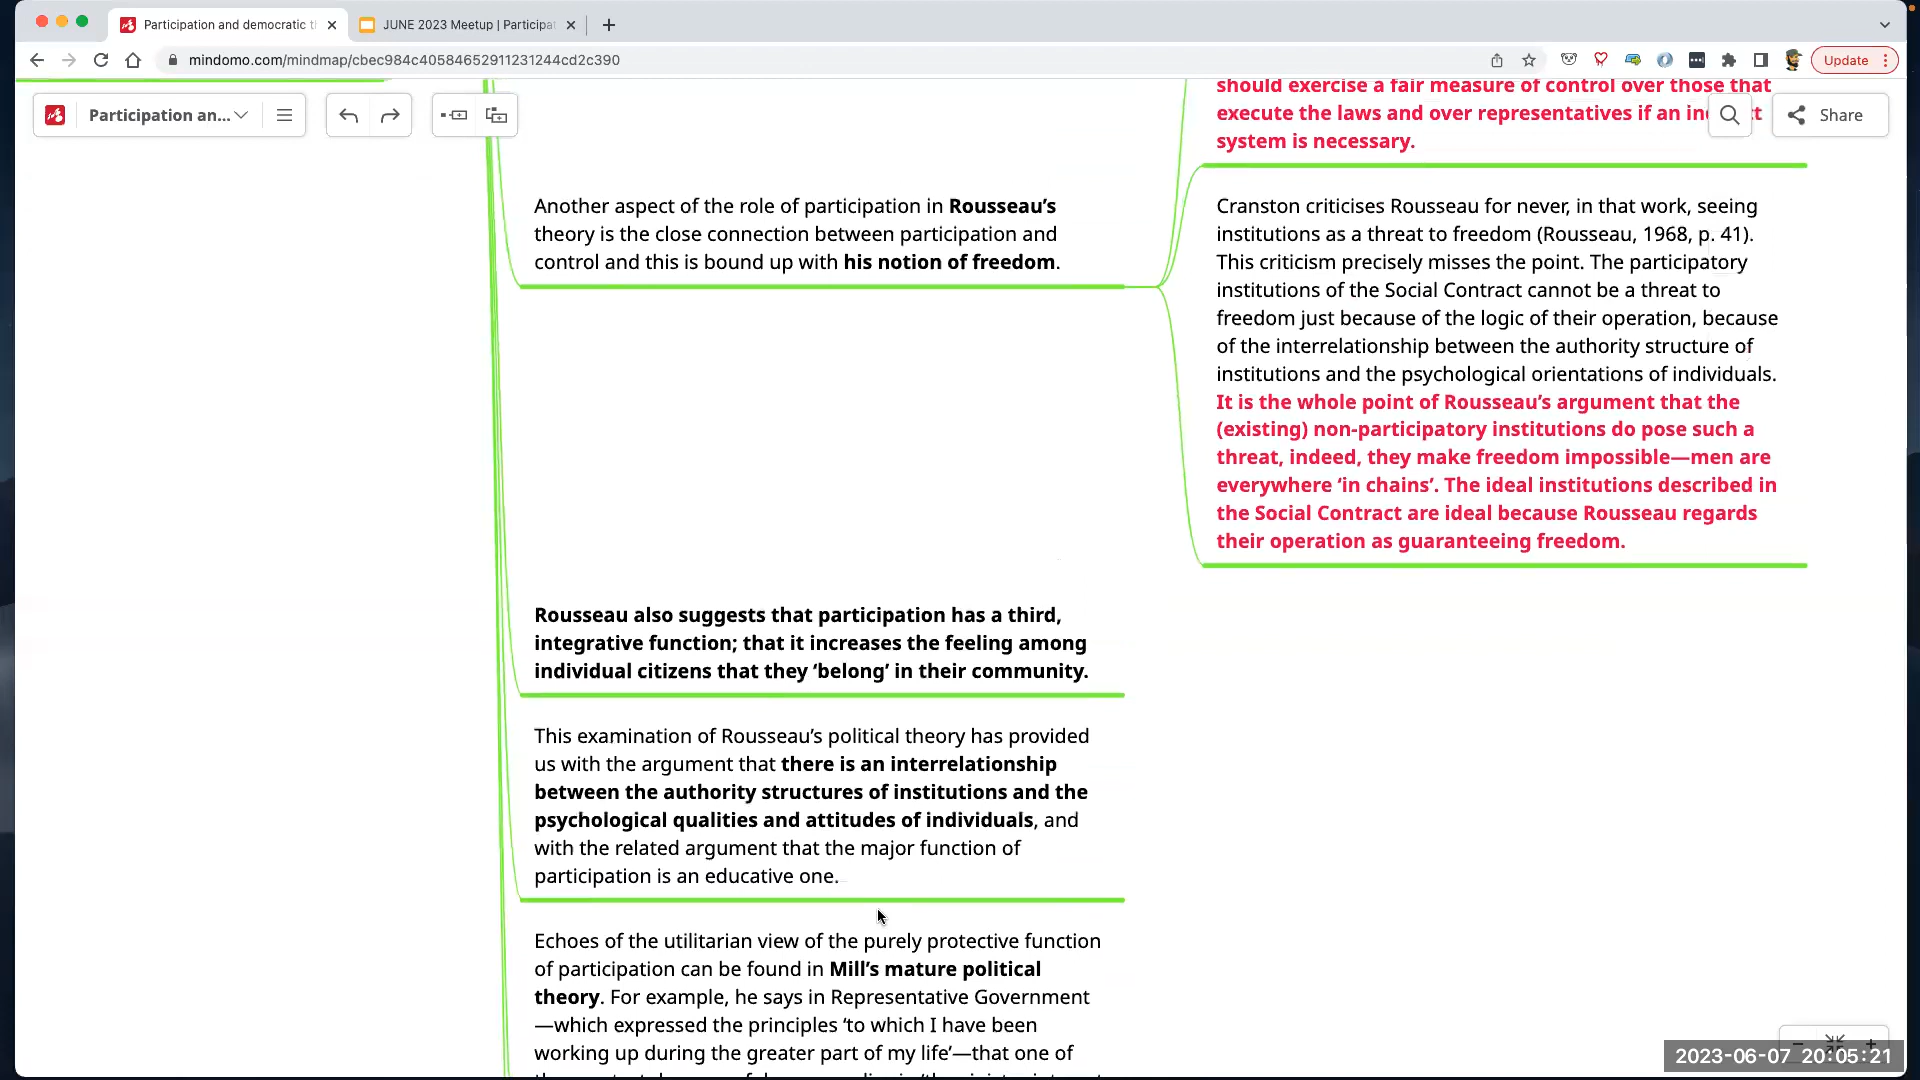 Participation and democratic t
JUNE 2023 Meetup | Participat
mindomo.com/mindmap/cbec984c40584652911231244cd2c390
Update
Participation an...
Share
should exercise a fair measure of control over those that
execute the laws and over representatives if an
system is necessary.
Another aspect of the role of participation in Rousseau’s
theory is the close connection between participation and
control and this is bound up with his notion of freedom.
Cranston criticises Rousseau for never, in that work, seeing
institutions as a threat to freedom (Rousseau, 1968, p. 41).
This criticism precisely misses the point. The participatory
institutions of the Social Contract cannot be a threat to
freedom just because of the logic of their operation, because
of the interrelationship between the authority structure of
institutions and the psychological orientations of individuals.
It is the whole point of Rousseau’s argument that the
(existing) non-participatory institutions do pose such a
threat, indeed, they make freedom impossible—men are
everywhere ‘in chains’. The ideal institutions described in
the Social Contract are ideal because Rousseau regards
their operation as guaranteeing freedom.
Rousseau also suggests that participation has a third,
integrative function; that it increases the feeling among
individual citizens that they ‘belong’ in their community.
This examination of Rousseau’s political theory has provided
us with the argument that there is an interrelationship
between the authority structures of institutions and the
psychological qualities and attitudes of individuals, and
with the related argument that the major function of
participation is an educative one.
Echoes of the utilitarian view of the purely protective function
of participation can be found in Mill’s mature political
theory. For example, he says in Representative Government
—which expressed the principles ‘to which I have been
working up during the greater part of my life’—that one of
2023-06-07 20:05:21